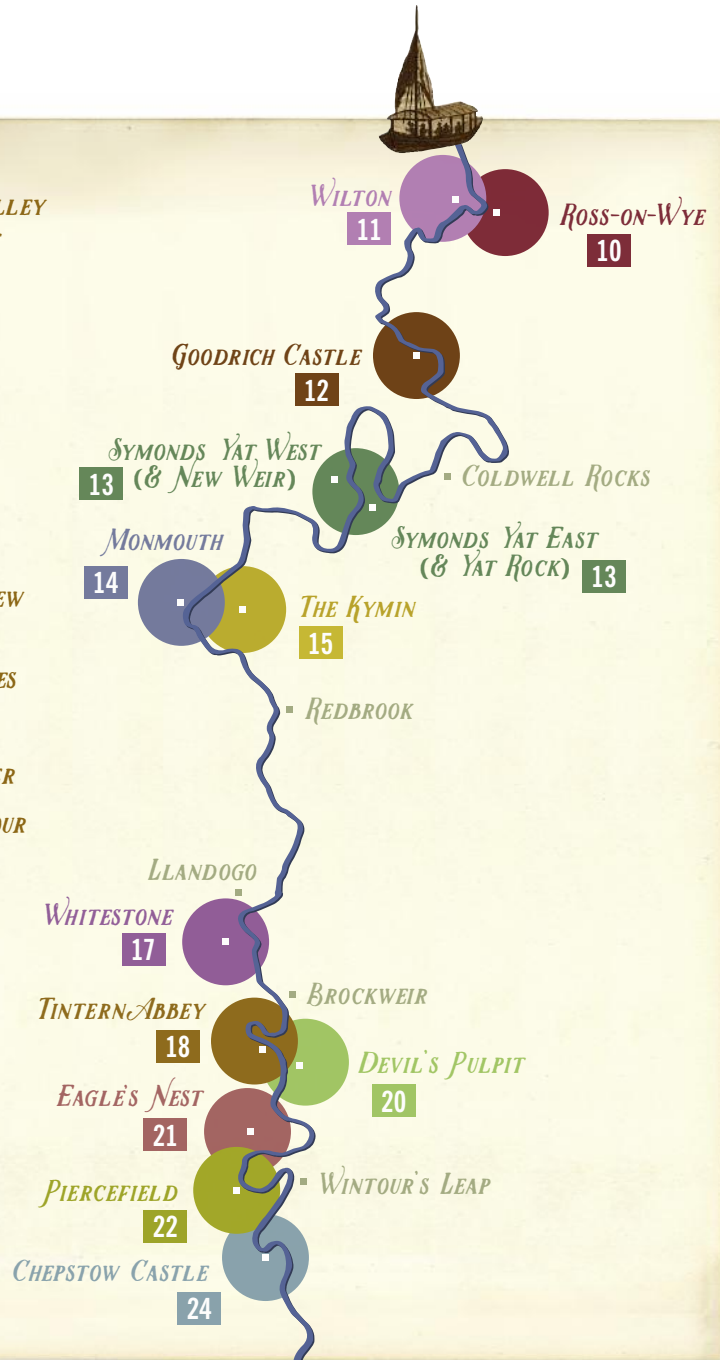 Wilton
11
Ross-on-Wye
10
Goodrich Castle
12
Symonds Yat West
13 (& New Weir)
Coldwell Rocks
Symonds Yat East
(& Yat Rock) 13
Monmouth
14
The Kymin
15
Redbrook
Llandogo
Whitestone
17
Brockweir
Tintern Abbey
18
Devil's Pulpit
20
Eagle's Nest
21
Wintour's Leap
Piercefield
22
Chepstow Castle
24